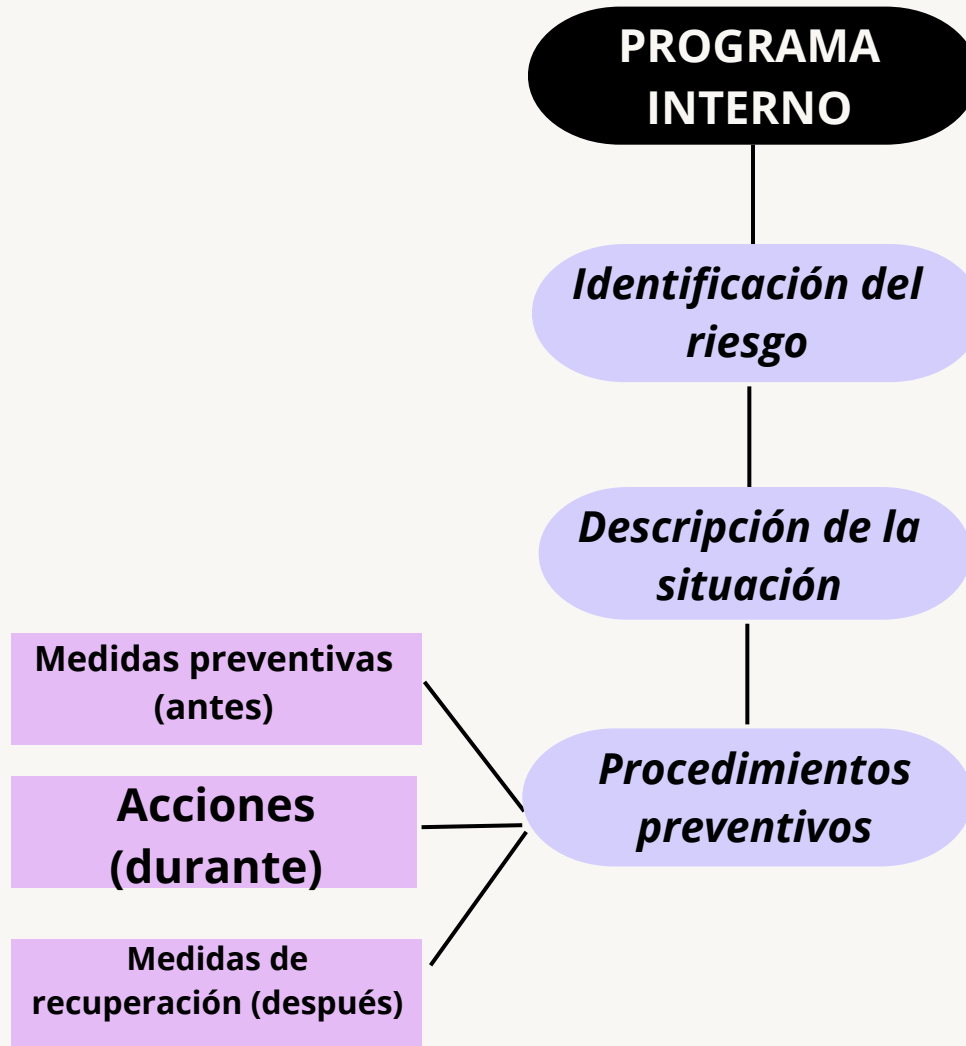 PROGRAMA
INTERNO
Identificación del
riesgo
Descripción de la
situación
Procedimientos
preventivos
Medidas preventivas
(antes)
Acciones
(durante)
Medidas de
recuperación (después)